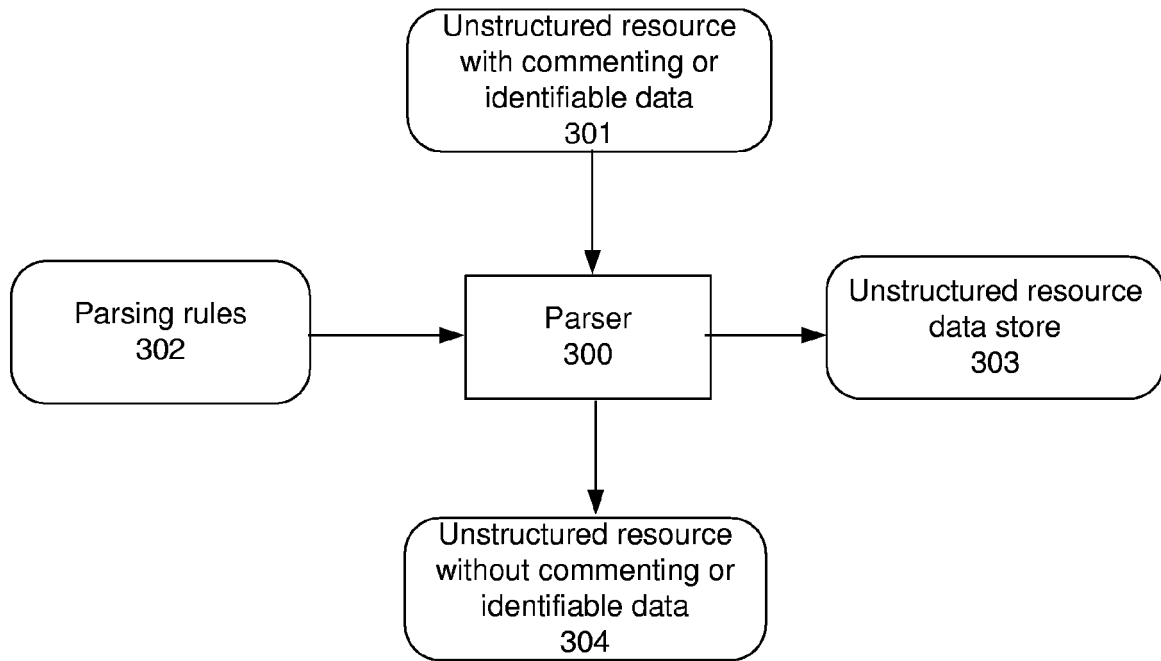 Unstructured resource
with commenting or
identifiable data
301
Parsing rules
302
Parser
300
Unstructured resource
data store
303
Unstructured resource
without commenting or
identifiable data
304